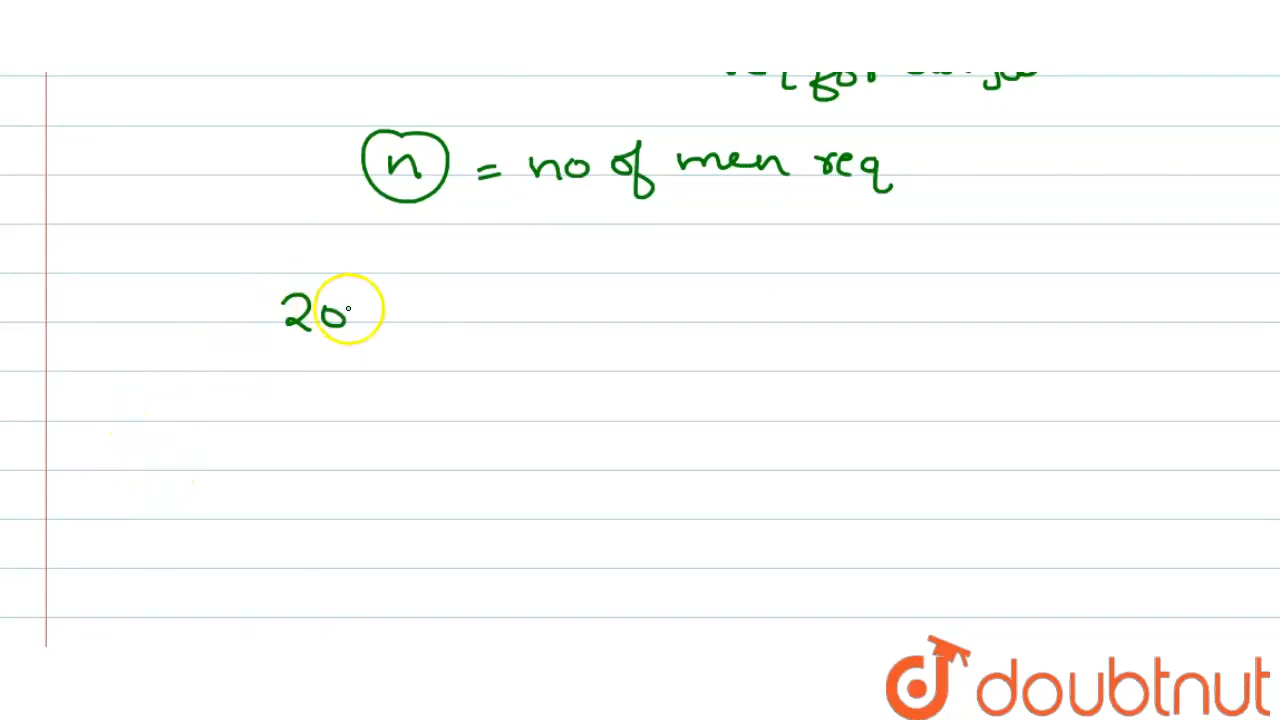 n = no of men req
20
doubtnut